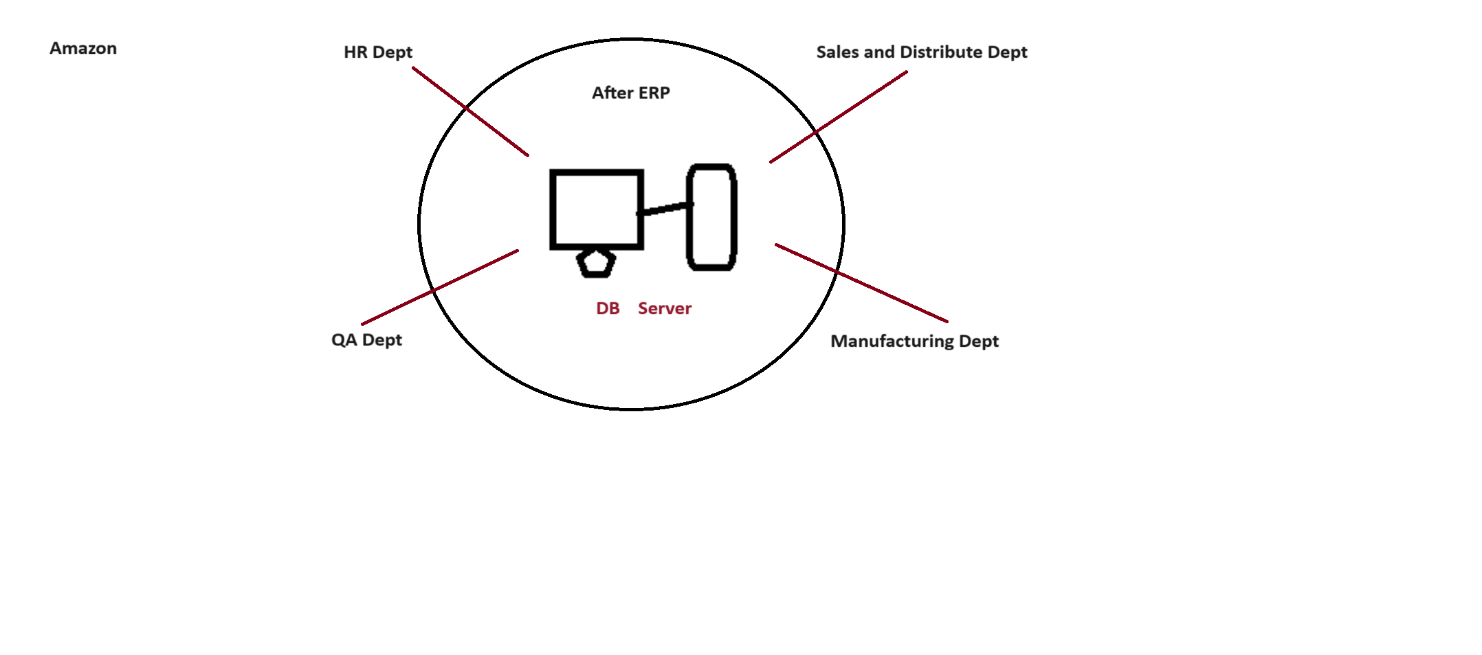 Amazon
HR Dept
Sales and Distribute Dept
After ERP
DB Server
QA Dept
Manufacturing Dept